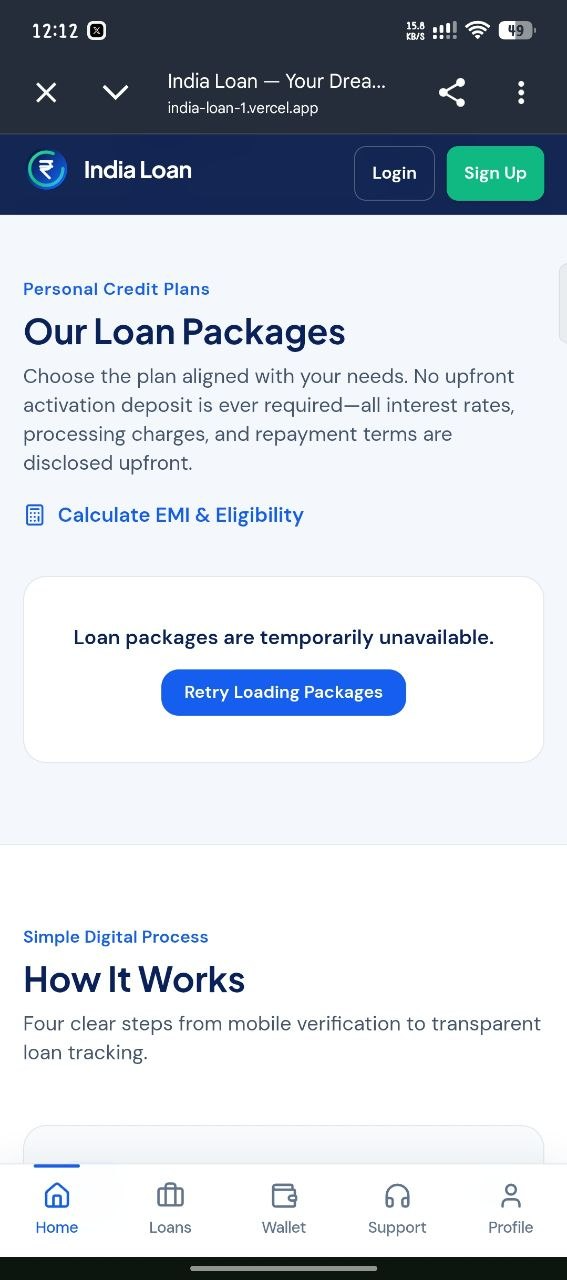 12:12
15.8
KB/S
49
India Loan — Your Drea...
india-loan-1.vercel.app
India Loan
Login
Sign Up
Personal Credit Plans
Our Loan Packages
Choose the plan aligned with your needs. No upfront
activation deposit is ever required—all interest rates,
processing charges, and repayment terms are
disclosed upfront.
Calculate EMI & Eligibility
Loan packages are temporarily unavailable.
Retry Loading Packages
Simple Digital Process
How It Works
Four clear steps from mobile verification to transparent
loan tracking.
Home
Loans
Wallet
Support
Profile